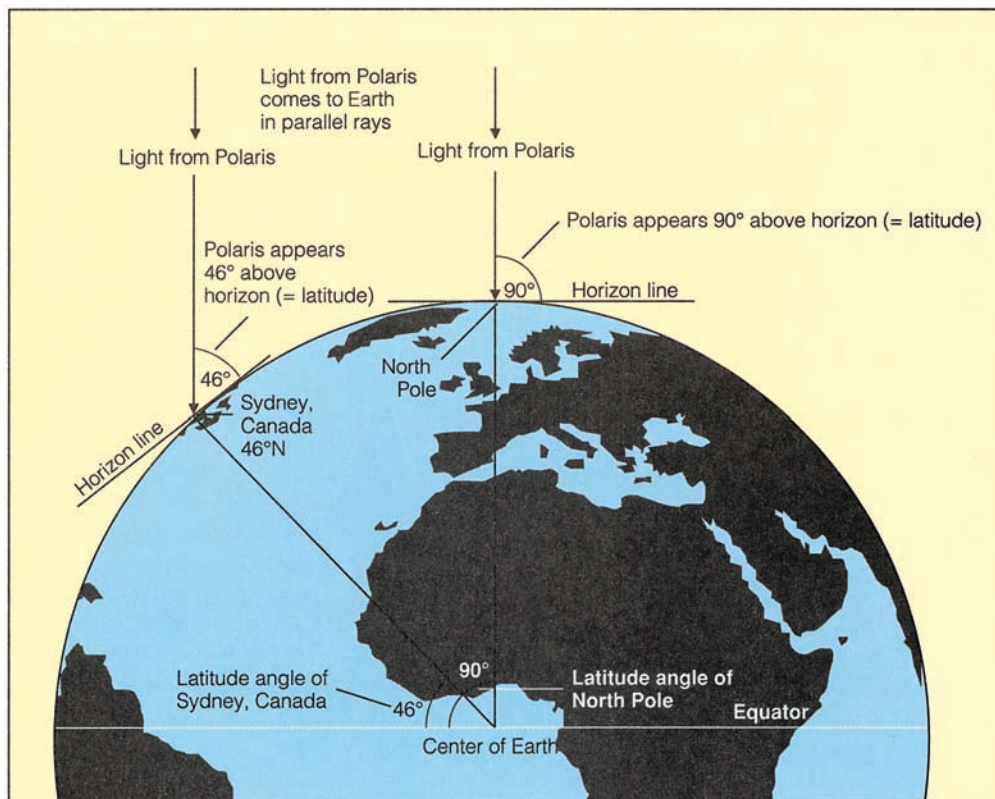 Light from Polaris
comes to Earth
in parallel rays
Light from Polaris
Light from Polaris
Polaris appears 90° above horizon (= latitude)
Polaris appears
46° above
horizon (= latitude)
90°
Horizon line
North
Pole
46°
Sydney,
Canada
46°N
Horizon line
90°
Latitude angle of
North Pole
Latitude angle of
Sydney, Canada
46°
Equator
Center of Earth